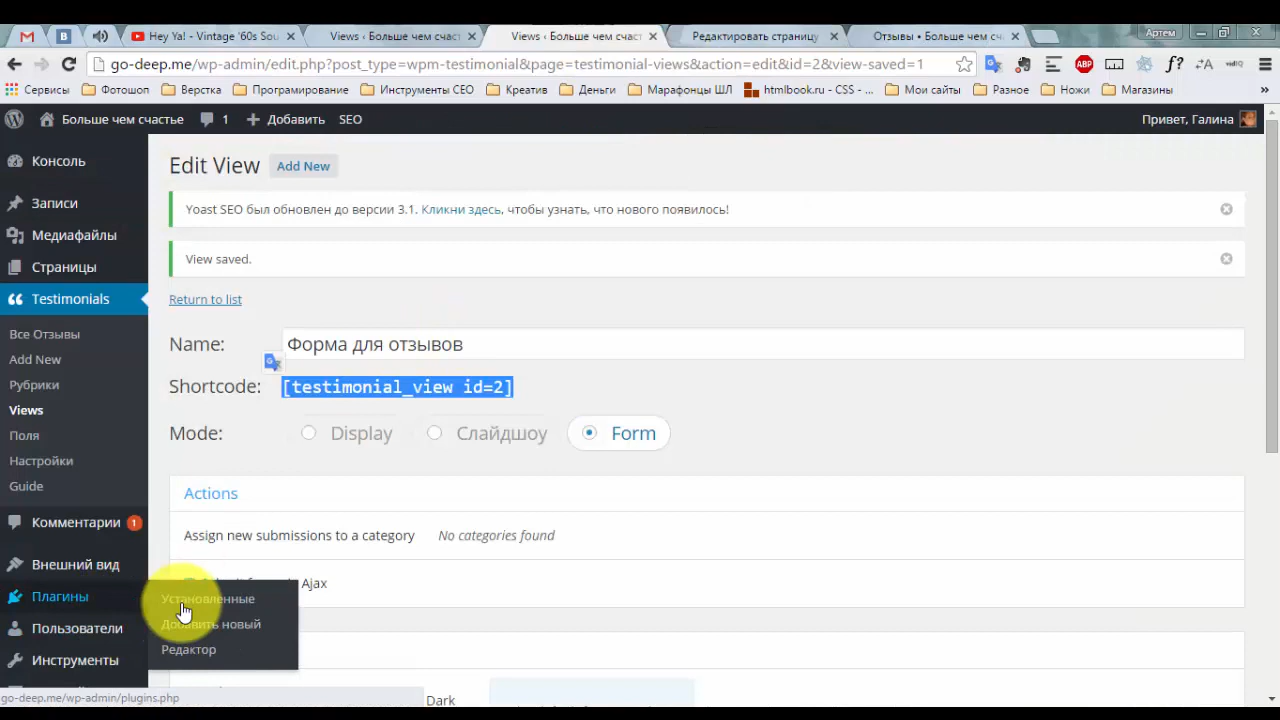 Hey Ya! - Vintage '60s Sou
Views ‹ Больше чем счаст
Views ‹ Больше чем счаст
Редактировать страницу
Отзывы • Больше чем сч
Артем
go-deep.me/wp-admin/edit.php?post_type=wpm-testimonial&page=testimonial-views&action=edit&id=2&view-saved=1
ABP
f?
Сервисы
Фотошоп
Верстка
Програмирование
Инструменты СЕО
Креатив
Деньги
Марафонцы ШЛ
htmlbook.ru - CSS - ...
Мои сайты
Разное
Ножи
Магазины
»
Больше чем счастье
1
Добавить
SEO
Привет, Галина
Консоль
Записи
Медиафайлы
Страницы
Testimonials
Все Отзывы
Add New
Рубрики
Views
Поля
Настройки
Guide
Комментарии 1
Внешний вид
Плагины
Пользователи
Инструменты
Установленные
Добавить новый
Редактор
Edit View
Add New
Yoast SEO был обновлен до версии 3.1. Кликни здесь, чтобы узнать, что нового появилось!
View saved.
Return to list
Name: Форма для отзывов
Shortcode: [testimonial_view id=2]
Mode: Display Слайдшоу Form
Actions
Assign new submissions to a category No categories found
Ajax
Dark
go-deep.me/wp-admin/plugins.php